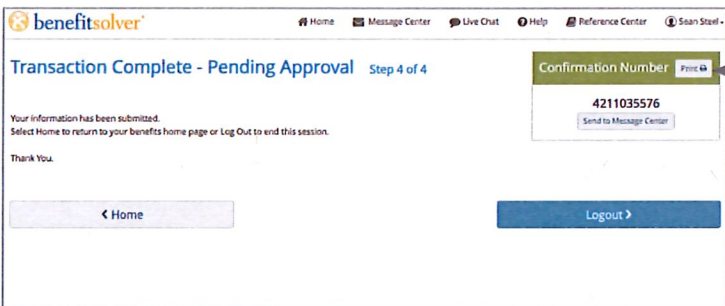 benefitsolver
Home Message Center Live Chat Help Reference Center Sean Steel
Transaction Complete - Pending Approval Step 4 of 4
Confirmation Number Print
4211035576
Send to Message Center
Your information has been submitted.
Select Home to return to your benefits home page or Log Out to end this session.
Thank You.
Home
Logout